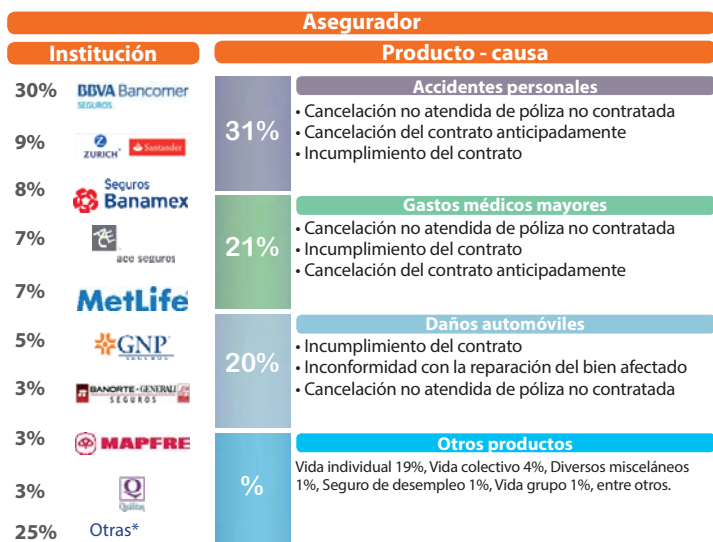 Asegurador
Institución
30% BBVA Bancomer
SEGUROS
9% ZURICH Santander
8% Seguros
Banamex
7% ace seguros
7% MetLife
5% GNP
SEGUROS
3% BANORTE-GENERALI
SEGUROS
3% MAPFRE
3% Q
Quálitas
25% Otras*
Producto - causa
31%
Accidentes personales
• Cancelación no atendida de póliza no contratada
• Cancelación del contrato anticipadamente
• Incumplimiento del contrato
21%
Gastos médicos mayores
• Cancelación no atendida de póliza no contratada
• Incumplimiento del contrato
• Cancelación del contrato anticipadamente
20%
Daños automóviles
• Incumplimiento del contrato
• Inconformidad con la reparación del bien afectado
• Cancelación no atendida de póliza no contratada
%
Otros productos
Vida individual 19%, Vida colectivo 4%, Diversos misceláneos
1%, Seguro de desempleo 1%, Vida grupo 1%, entre otros.